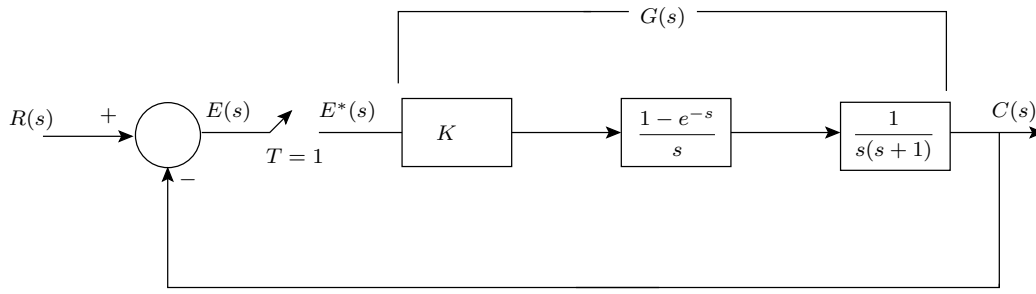 G(s)
R(s)
+
−
E(s)
T = 1
E*(s)
K
1 − e^{−s}
s
1
s(s + 1)
C(s)